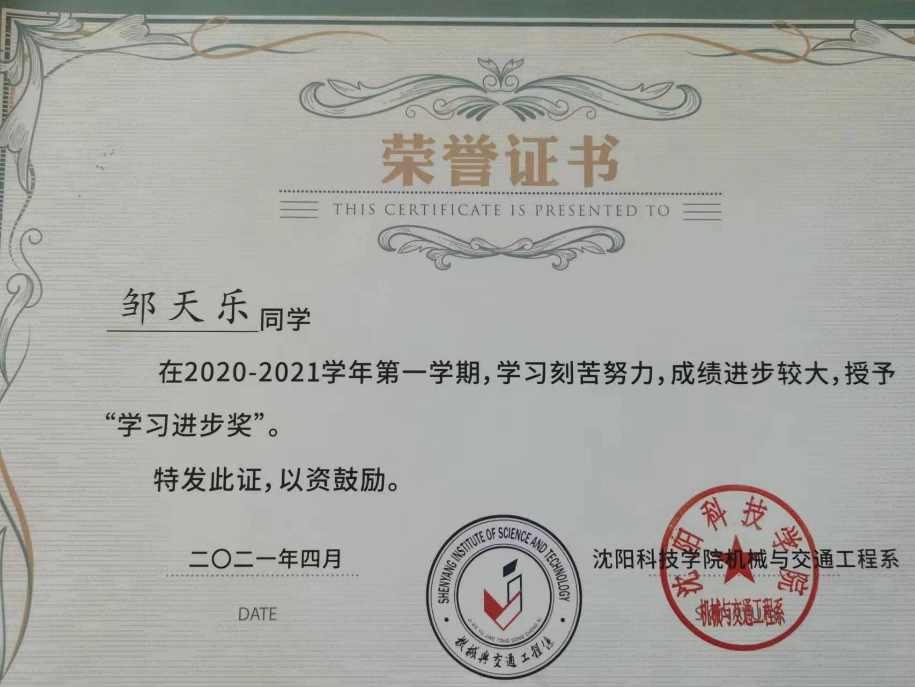 荣誉证书
THIS CERTIFICATE IS PRESENTED TO
邹天乐同学
在2020-2021学年第一学期,学习刻苦努力,成绩进步较大,授予
“学习进步奖”。
特发此证,以资鼓励。
二〇二一年四月
DATE
SHENYANG INSTITUTE OF SCIENCE AND TECHNOLOGY
机械与交通工程系
沈阳科技学院机械与交通工程系
沈阳科技学院
机械与交通工程系